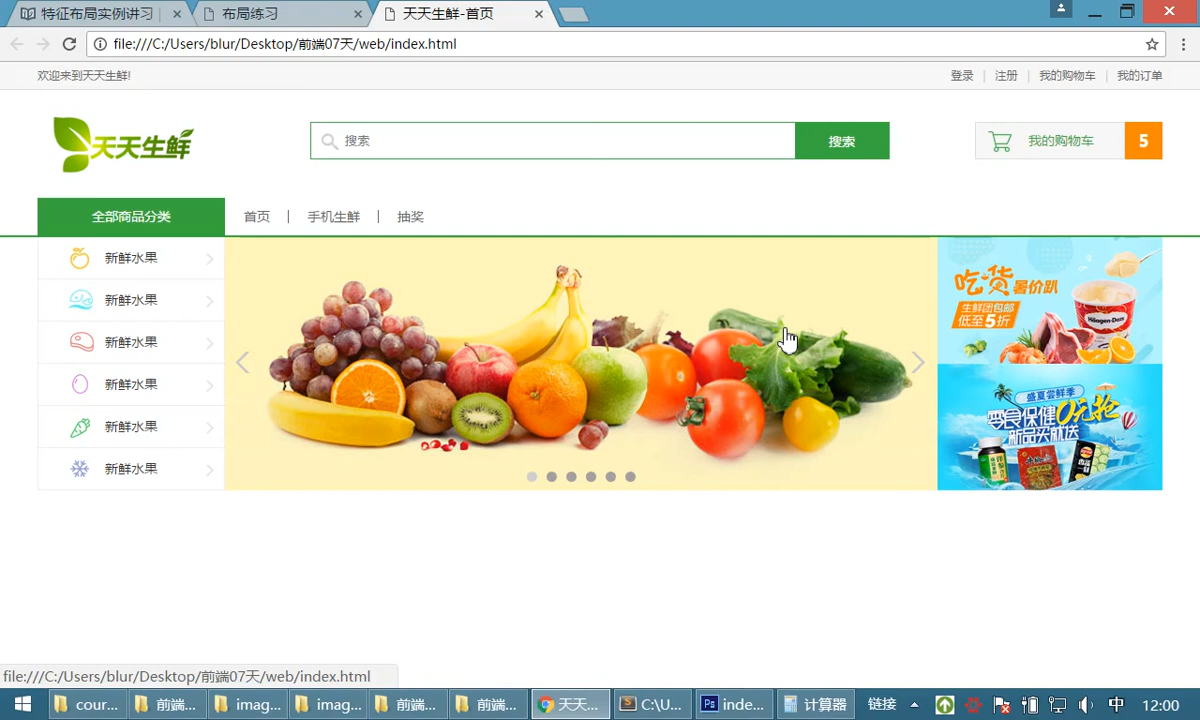 特征布局实例讲习
布局练习
天天生鲜-首页
file:///C:/Users/blur/Desktop/前端07天/web/index.html
欢迎来到天天生鲜!
登录 | 注册 | 我的购物车 | 我的订单
天天生鲜
搜索
搜索
我的购物车
5
全部商品分类
首页 | 手机生鲜 | 抽奖
新鲜水果
新鲜水果
新鲜水果
新鲜水果
新鲜水果
新鲜水果
吃货暑价趴
生鲜团包邮
低至5折
Häagen-Dazs
盛夏尝鲜季
零食保健0元抢
新品买就送
file:///C:/Users/blur/Desktop/前端07天/web/index.html
cour...
前端...
imag...
imag...
前端...
前端...
天天...
C:\U...
inde...
计算器
链接
中
12:00